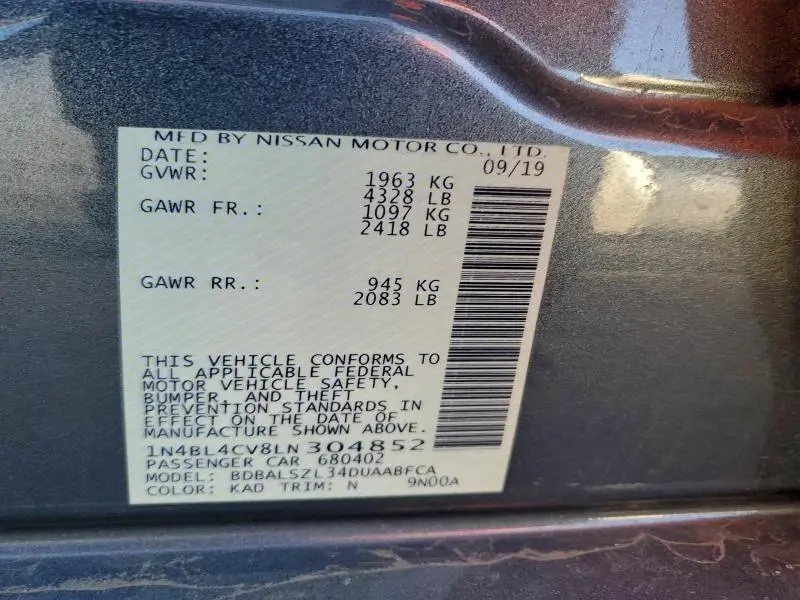 MFD BY NISSAN MOTOR CO., LTD.
DATE: 09/19
GVWR: 1963 KG
4328 LB
GAWR FR.: 1097 KG
2418 LB
GAWR RR.: 945 KG
2083 LB
THIS VEHICLE CONFORMS TO
ALL APPLICABLE FEDERAL
MOTOR VEHICLE SAFETY,
BUMPER, AND THEFT
PREVENTION STANDARDS IN
EFFECT ON THE DATE OF
MANUFACTURE SHOWN ABOVE.
1N4BL4CV8LN304852
PASSENGER CAR 680402
MODEL: BDBALSZL34DUAABFCA
COLOR: KAD TRIM: N 9N00A